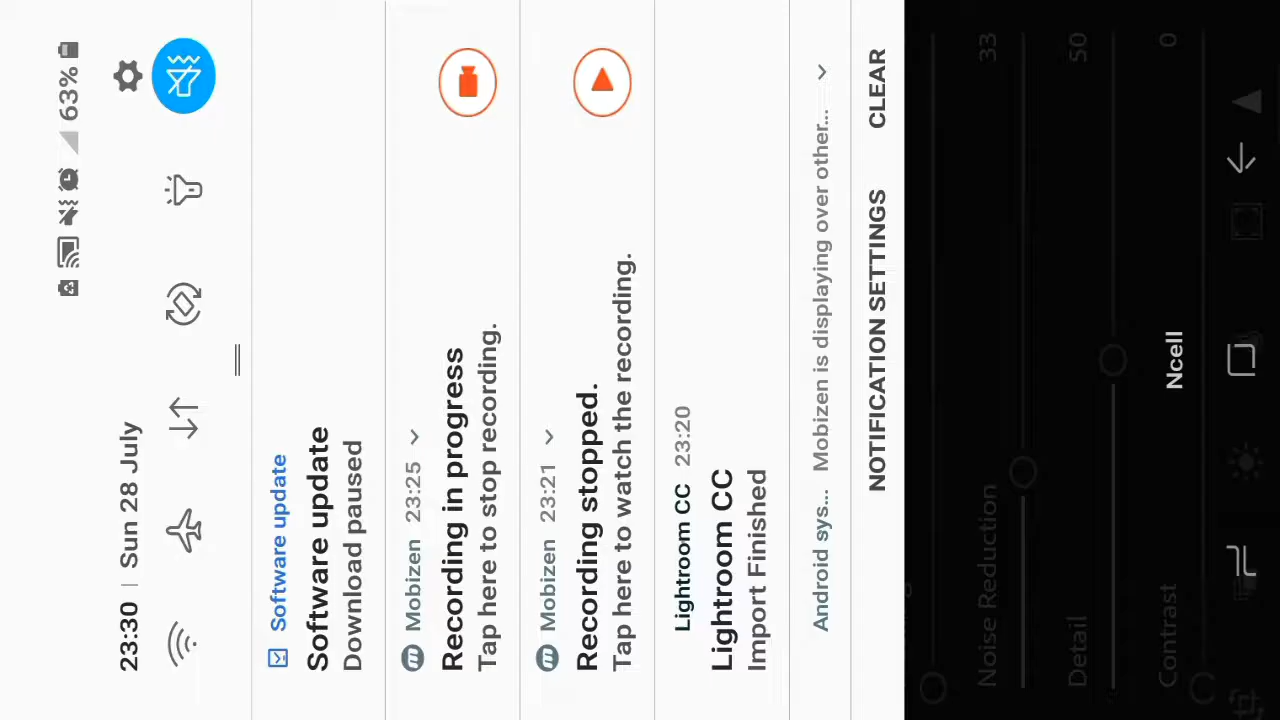 63%
23:30 | Sun 28 July
Software update
Software update
Download paused
Mobizen 23:25
Recording in progress
Tap here to stop recording.
Mobizen 23:21
Recording stopped.
Tap here to watch the recording.
Lightroom CC 23:20
Lightroom CC
Import Finished
Android sys... Mobizen is displaying over other...
NOTIFICATION SETTINGS CLEAR
Noise Reduction 33
Detail 50
Contrast 0
Ncell